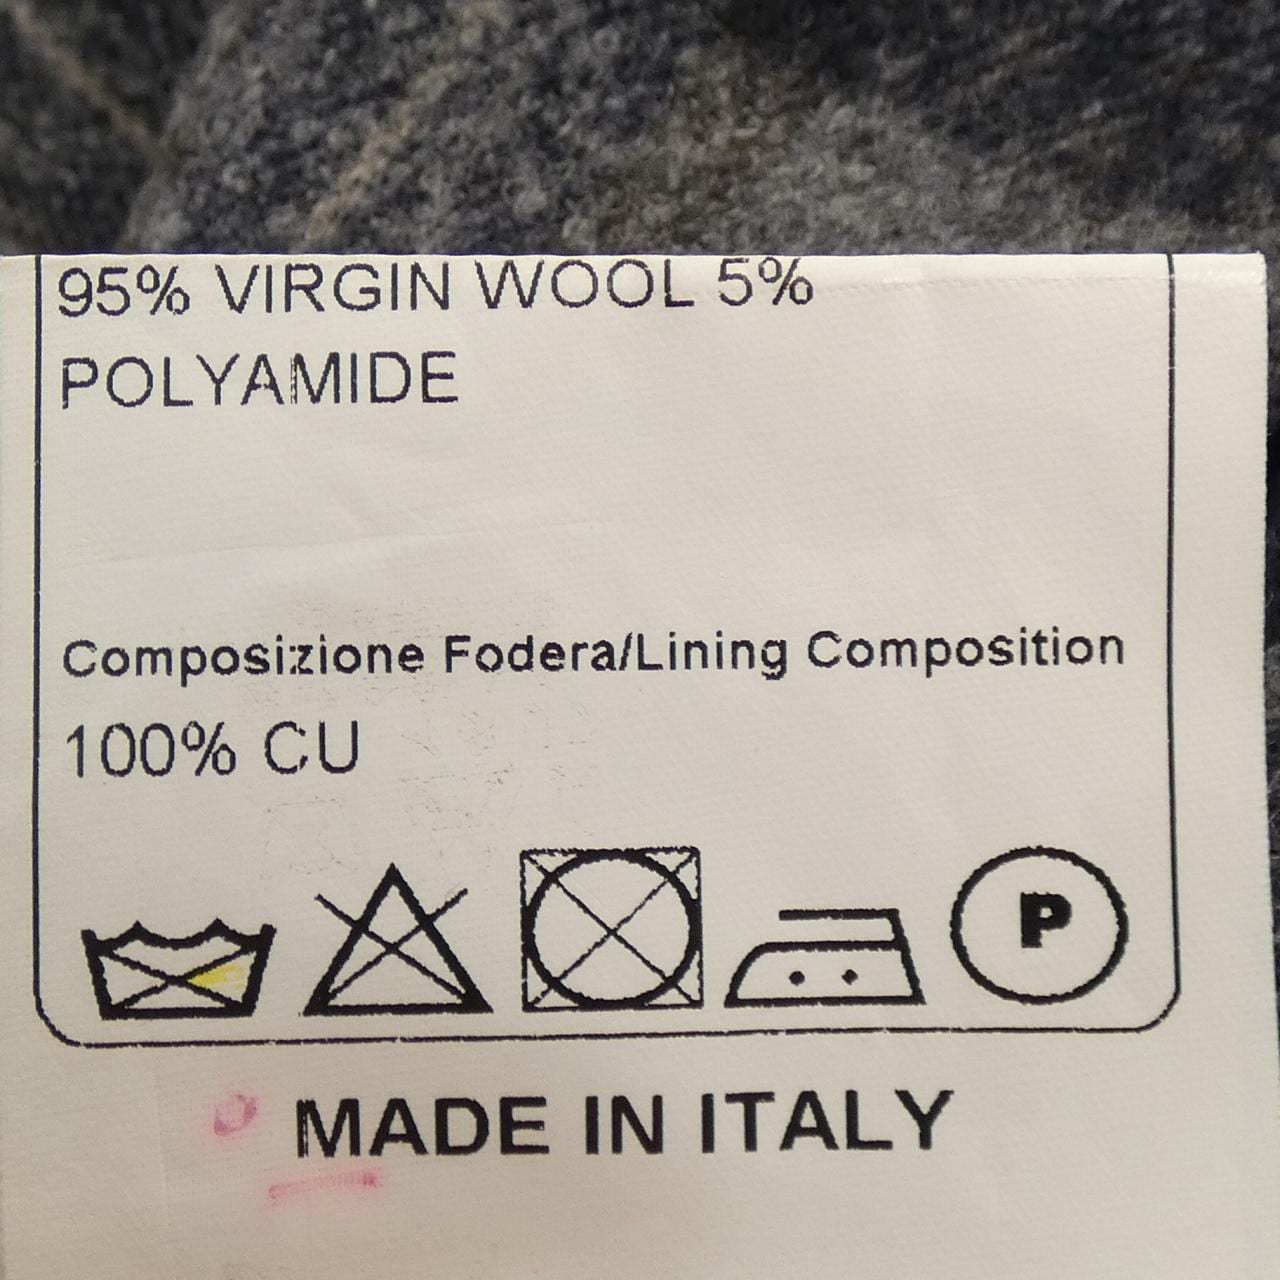 95% VIRGIN WOOL 5%
POLYAMIDE
Composizione Fodera/Lining Composition
100% CU
P
MADE IN ITALY